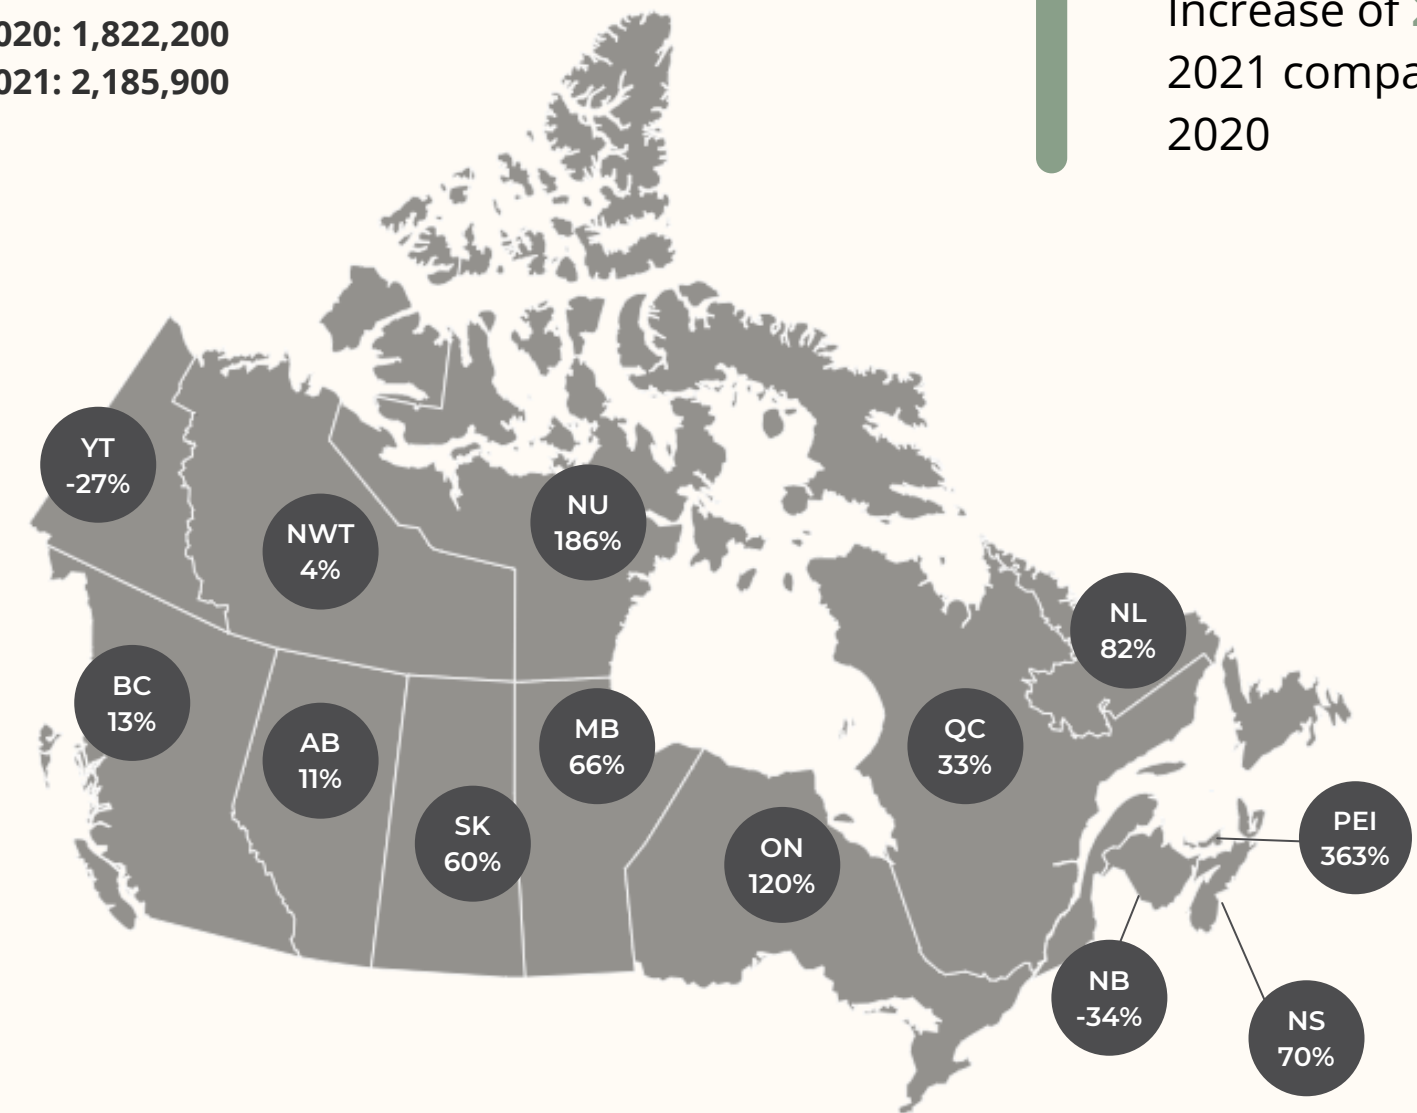 020: 1,822,200
021: 2,185,900
Increase of
2021 compa
2020
YT
-27%
NWT
4%
NU
186%
NL
82%
BC
13%
AB
11%
SK
60%
MB
66%
ON
120%
QC
33%
PEI
363%
NB
-34%
NS
70%